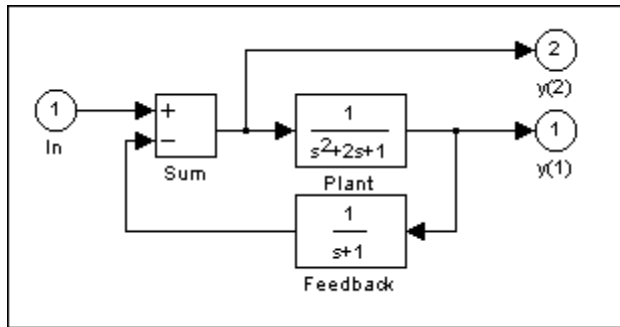 2
y(2)
1
In
+
−
Sum
1
s²+2s+1
Plant
1
y(1)
1
s+1
Feedback